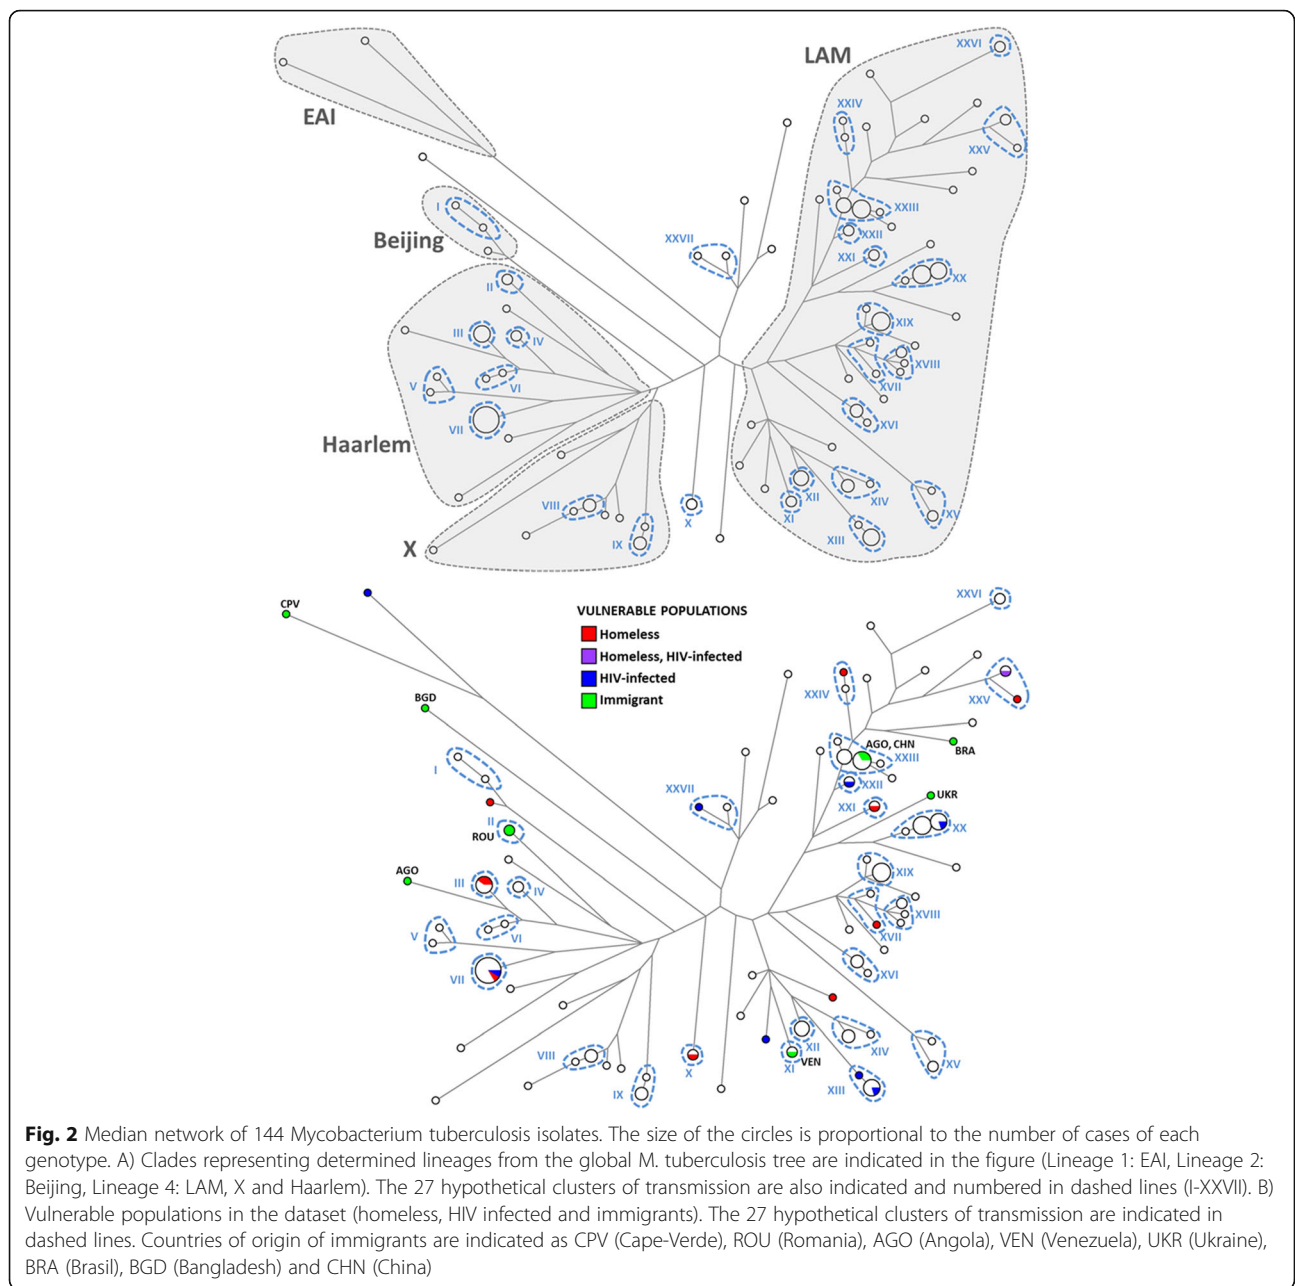 LAM
XXVI
EAI
XXIV
XXV
XXIII
Beijing
I
XXVII
XXII
XXI
XX
II
III
IV
XIX
XVIII
V
VI
XVII
VII
XVI
Haarlem
VIII
X
XII
XIV
XI
XV
IX
XIII
X
CPV
VULNERABLE POPULATIONS
Homeless
Homeless, HIV-infected
HIV-infected
Immigrant
XXVI
BGD
XXIV
XXV
AGO, CHN
BRA
XXIII
I
XXVII
XXII
UKR
XXI
XX
II
ROU
AGO
III
IV
XIX
XVIII
V
VI
XVII
VII
XVI
VIII
X
XII
XIV
XI
VEN
XV
IX
XIII
Fig. 2 Median network of 144 Mycobacterium tuberculosis isolates. The size of the circles is proportional to the number of cases of each
genotype. A) Clades representing determined lineages from the global M. tuberculosis tree are indicated in the figure (Lineage 1: EAI, Lineage 2:
Beijing, Lineage 4: LAM, X and Haarlem). The 27 hypothetical clusters of transmission are also indicated and numbered in dashed lines (I-XXVII). B)
Vulnerable populations in the dataset (homeless, HIV infected and immigrants). The 27 hypothetical clusters of transmission are indicated in
dashed lines. Countries of origin of immigrants are indicated as CPV (Cape-Verde), ROU (Romania), AGO (Angola), VEN (Venezuela), UKR (Ukraine),
BRA (Brasil), BGD (Bangladesh) and CHN (China)